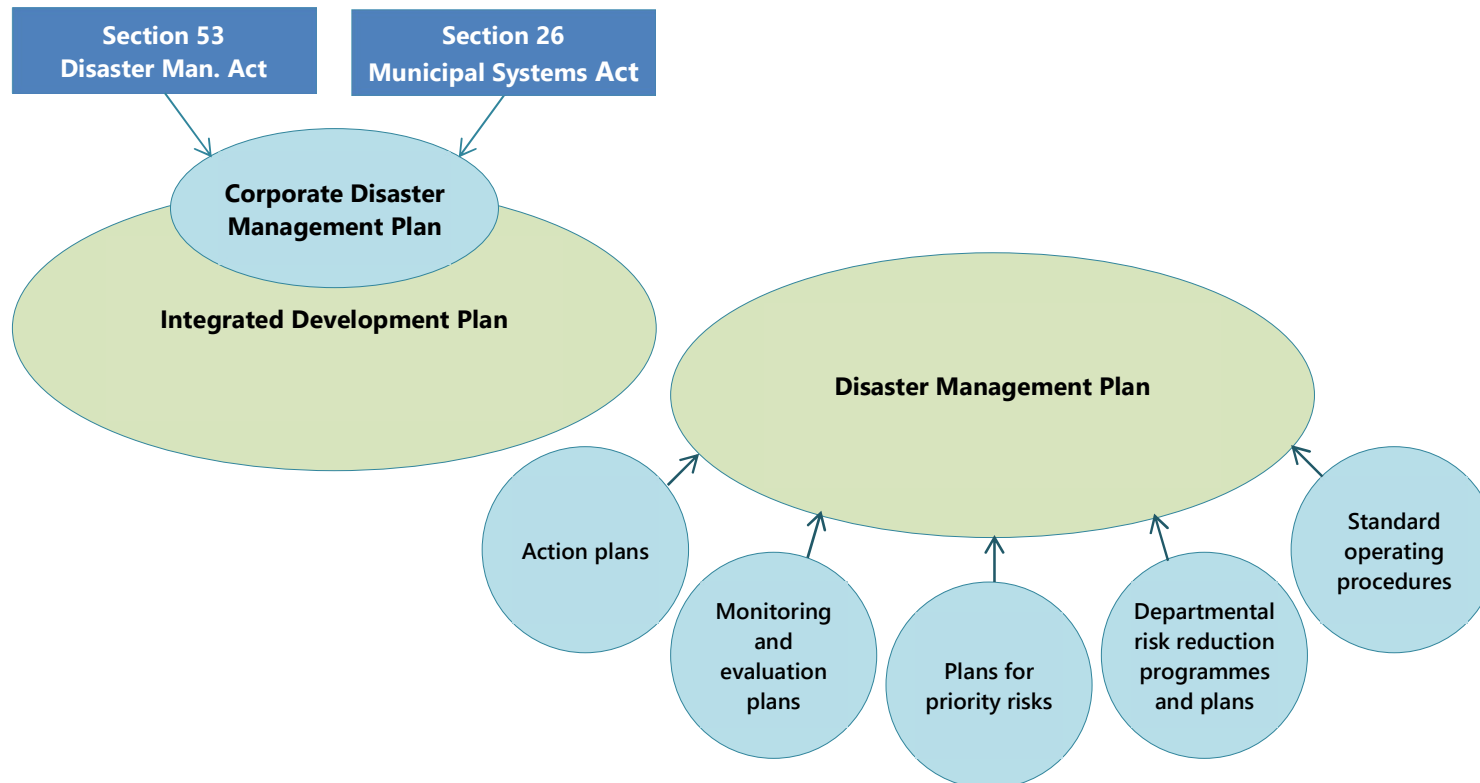 Section 53
Disaster Man. Act
Section 26
Municipal Systems Act
Corporate Disaster
Management Plan
Integrated Development Plan
Disaster Management Plan
Action plans
Monitoring
and
evaluation
plans
Plans for
priority risks
Departmental
risk reduction
programmes
and plans
Standard
operating
procedures